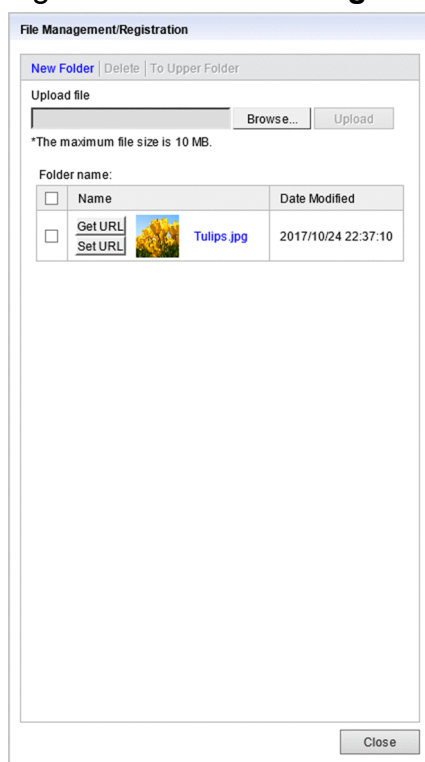 File Management/Registration
New Folder | Delete | To Upper Folder
Upload file
Browse... Upload
*The maximum file size is 10 MB.
Folder name:
Name Date Modified
Get URL
Tulips.jpg 2017/10/24 22:37:10
Set URL
Close